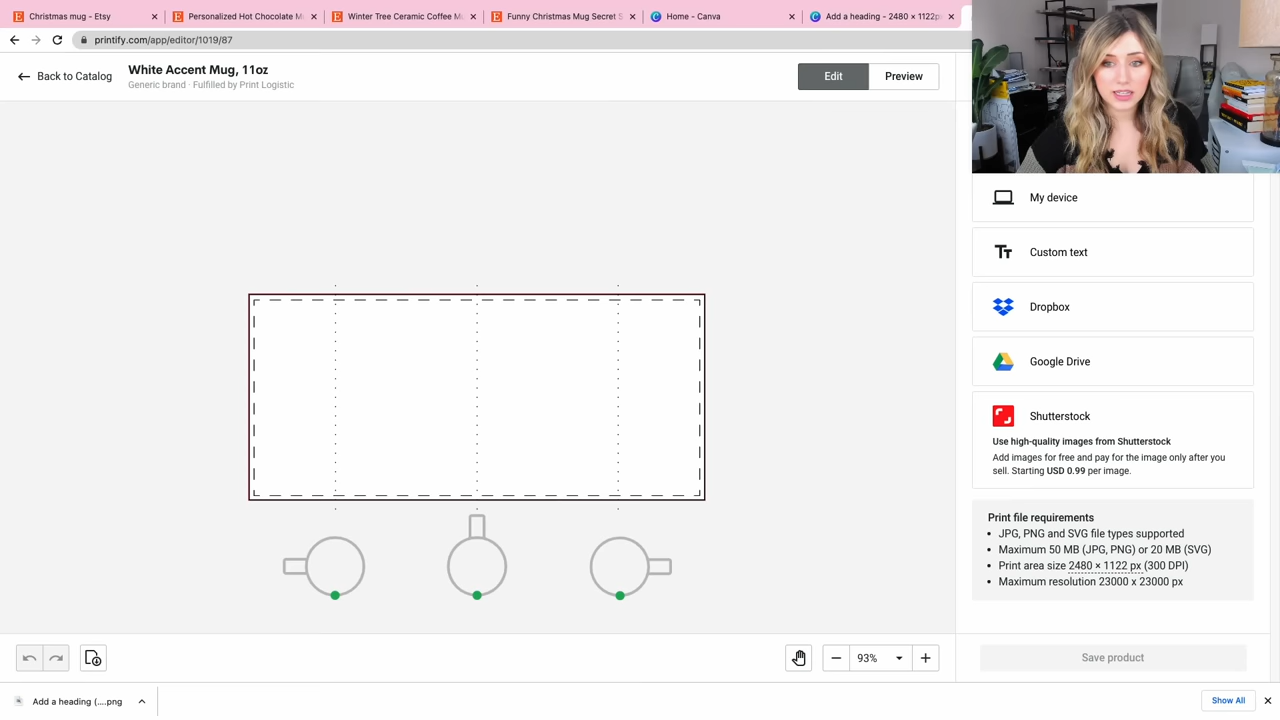 Christmas mug - Etsy
Personalized Hot Chocolate M
Winter Tree Ceramic Coffee M
Funny Christmas Mug Secret S
Home - Canva
Add a heading - 2480 × 1122p
printify.com/app/editor/1019/87
Back to Catalog
White Accent Mug, 11oz
Generic brand · Fulfilled by Print Logistic
Edit
Preview
My device
Custom text
Dropbox
Google Drive
Shutterstock
Use high-quality images from Shutterstock
Add images for free and pay for the image only after you
sell. Starting USD 0.99 per image.
Print file requirements
• JPG, PNG and SVG file types supported
• Maximum 50 MB (JPG, PNG) or 20 MB (SVG)
• Print area size 2480 × 1122 px (300 DPI)
• Maximum resolution 23000 x 23000 px
93%
Save product
Add a heading (....png
Show All